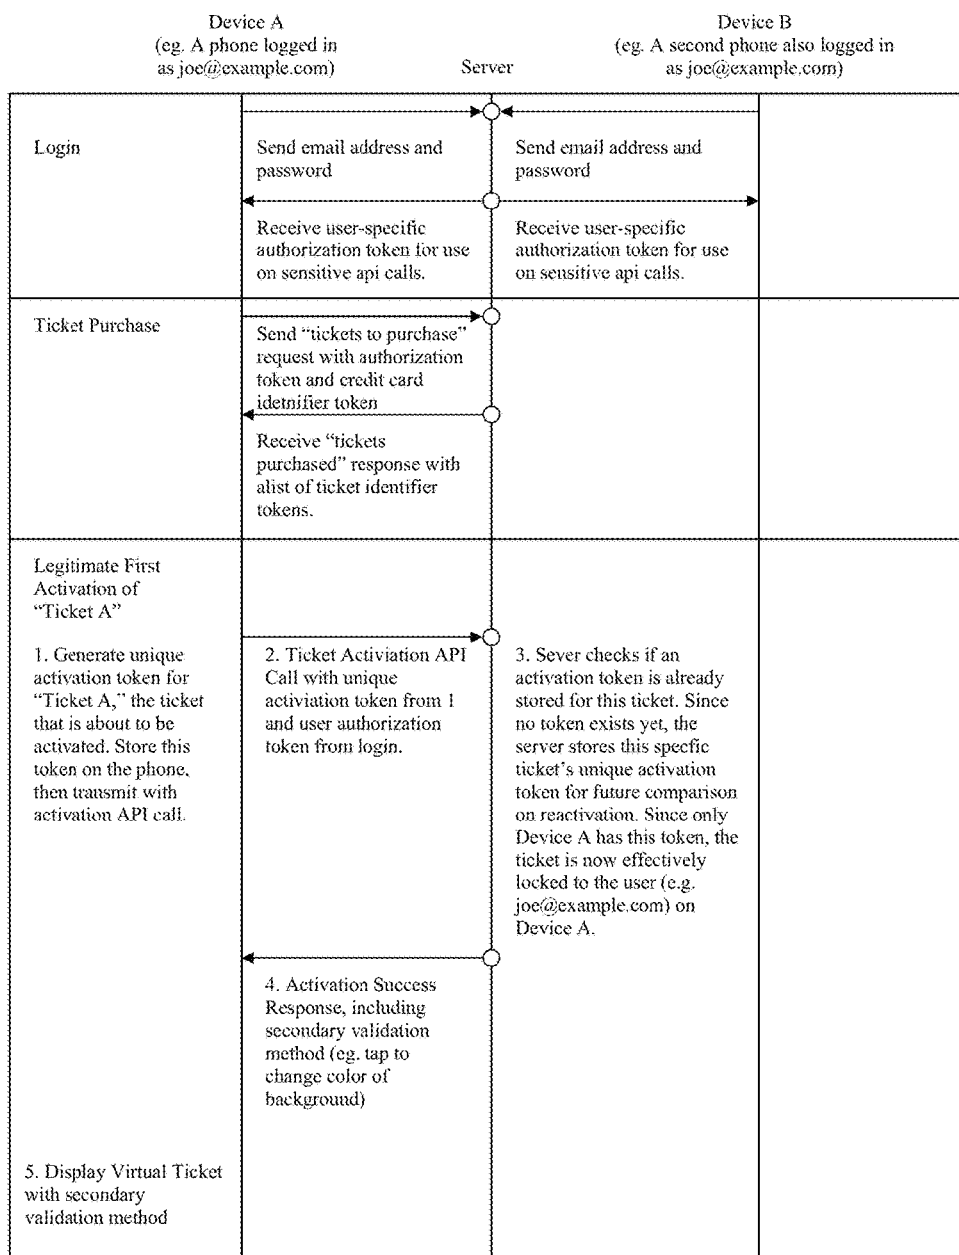 Device A
(eg. A phone logged in
as joe@example.com)
Server
Device B
(eg. A second phone also logged in
as joe@example.com)
Login
Send email address and
password
Send email address and
password
Receive user-specific
authorization token for use
on sensitive api calls.
Receive user-specific
authorization token for use
on sensitive api calls.
Ticket Purchase
Send “tickets to purchase”
request with authorization
token and credit card
idetnifier token
Receive “tickets
purchased” response with
alist of ticket identifier
tokens.
Legitimate First
Activation of
“Ticket A”
1. Generate unique
activation token for
“Ticket A,” the ticket
that is about to be
activated. Store this
token on the phone,
then transmit with
activation API call.
2. Ticket Activiation API
Call with unique
activiation token from 1
and user authorization
token from login.
3. Sever checks if an
activation token is already
stored for this ticket. Since
no token exists yet, the
server stores this specfic
ticket's unique activation
token for future comparison
on reactivation. Since only
Device A has this token, the
ticket is now effectively
locked to the user (e.g.
joe@example.com) on
Device A.
4. Activation Success
Response, including
secondary validation
method (eg. tap to
change color of
background)
5. Display Virtual Ticket
with secondary
validation method